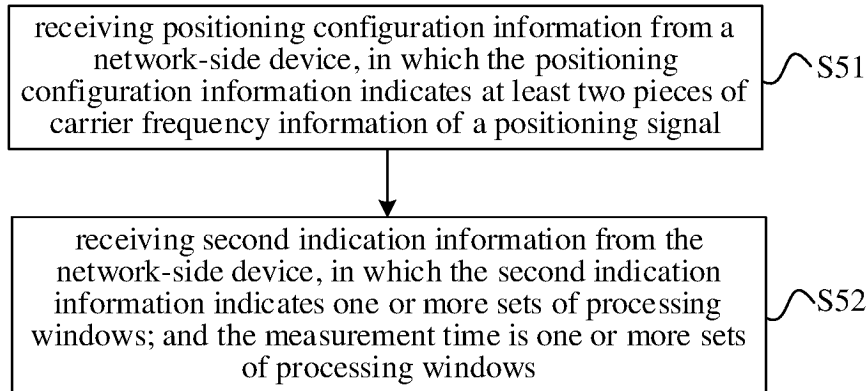 receiving positioning configuration information from a
network-side device, in which the positioning
configuration information indicates at least two pieces of
carrier frequency information of a positioning signal
S51
receiving second indication information from the
network-side device, in which the second indication
information indicates one or more sets of processing
windows; and the measurement time is one or more sets
of processing windows
S52